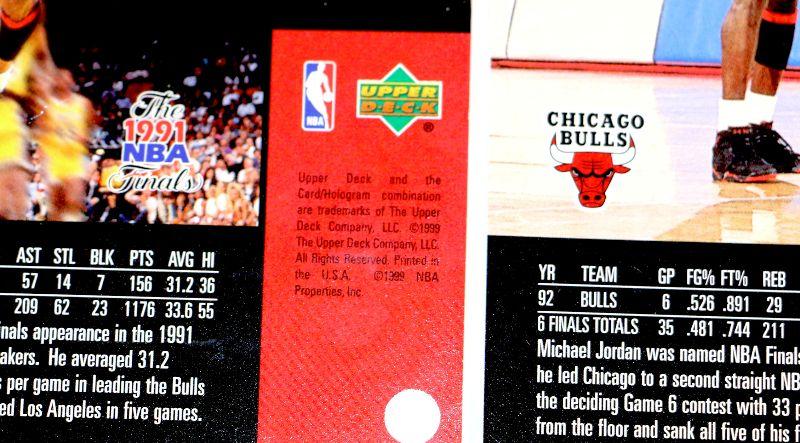 The
1991
NBA
Finals
AST STL BLK PTS AVG HI
57 14 7 156 31.2 36
209 62 23 1176 33.6 55
inals appearance in the 1991
akers. He averaged 31.2
s per game in leading the Bulls
ed Los Angeles in five games.
NBA
UPPER
D·E·C·K
®
Upper Deck and the
Card/Hologram combination
are trademarks of The Upper
Deck Company, LLC. ©1999
The Upper Deck Company, LLC.
All Rights Reserved. Printed in
the U.S.A. ©1999 NBA
Properties, Inc.
CHICAGO
BULLS
YR TEAM GP FG% FT% REB
92 BULLS 6 .526 .891 29
6 FINALS TOTALS 35 .481 .744 211
Michael Jordan was named NBA Finals
he led Chicago to a second straight NB
the deciding Game 6 contest with 33 p
from the floor and sank all five of his f